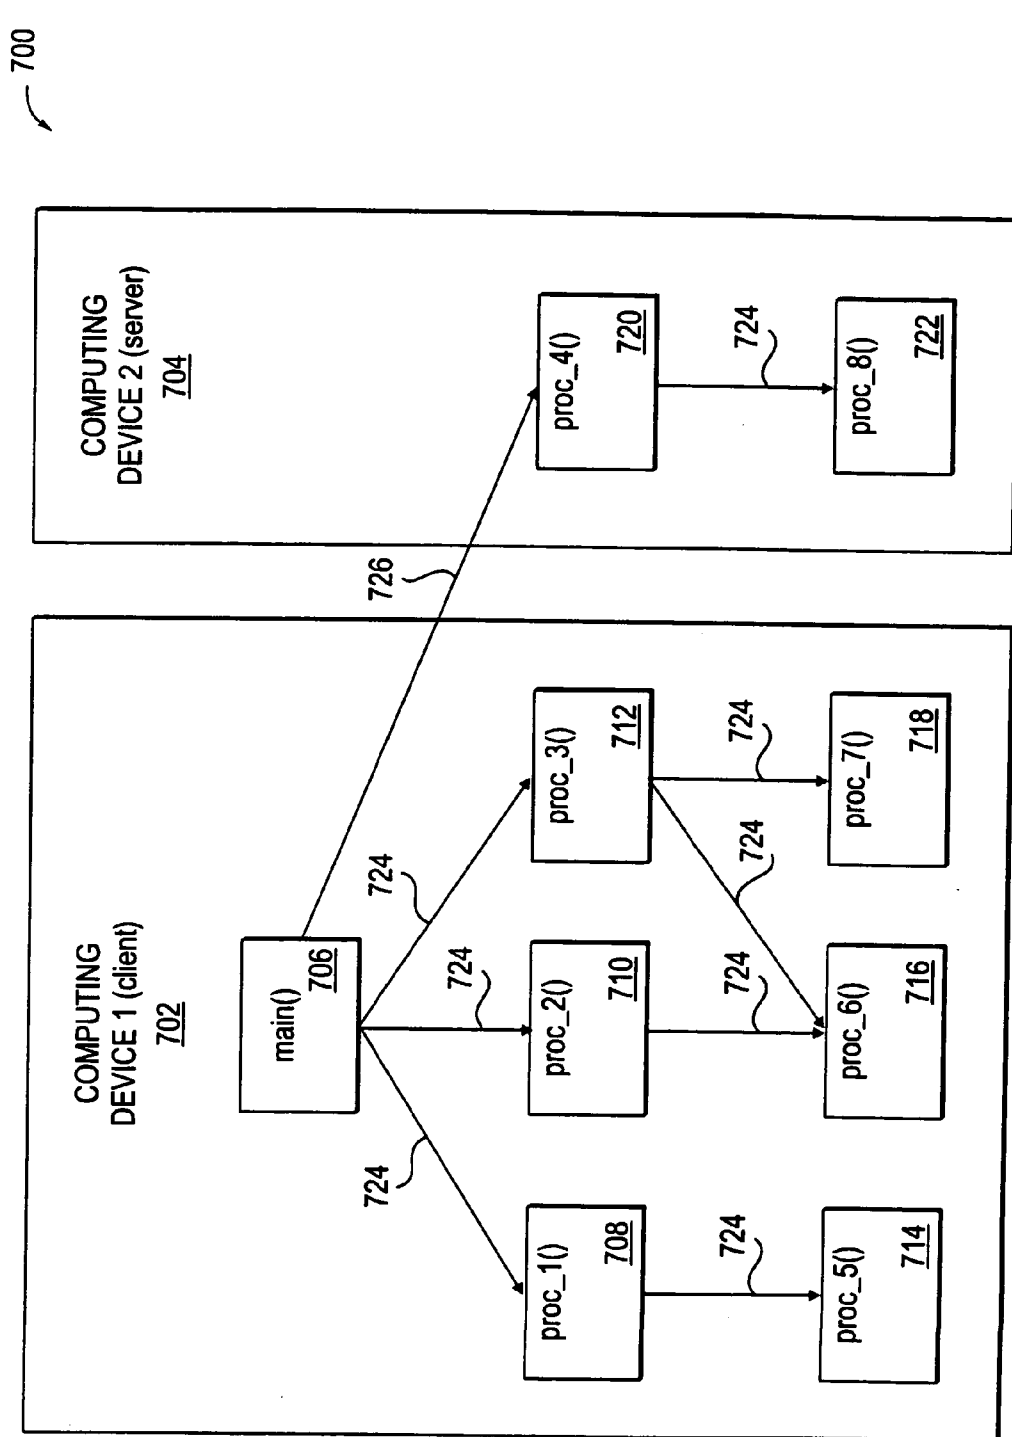 700
COMPUTING
DEVICE 1 (client)
702
COMPUTING
DEVICE 2 (server)
704
main()
706
726
724
724
724
proc_1()
708
proc_2()
710
proc_3()
712
proc_4()
720
724
724
724
724
724
proc_5()
714
proc_6()
716
proc_7()
718
proc_8()
722